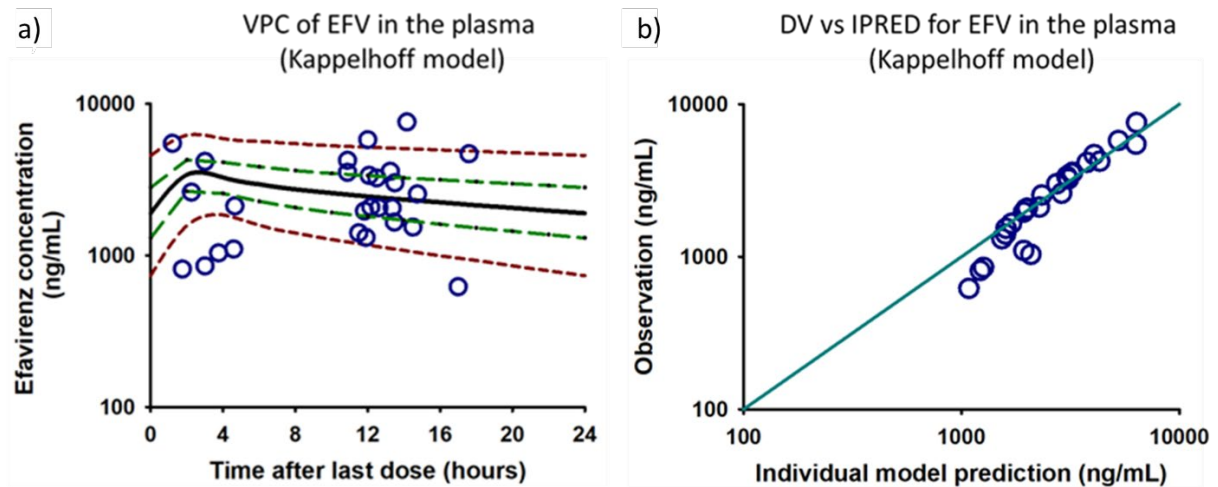 a)
VPC of EFV in the plasma
(Kappelhoff model)
Efavirenz concentration
(ng/mL)
10000
1000
100
0 4 8 12 16 20 24
Time after last dose (hours)
b)
DV vs IPRED for EFV in the plasma
(Kappelhoff model)
Observation (ng/mL)
10000
1000
100
100 1000 10000
Individual model prediction (ng/mL)